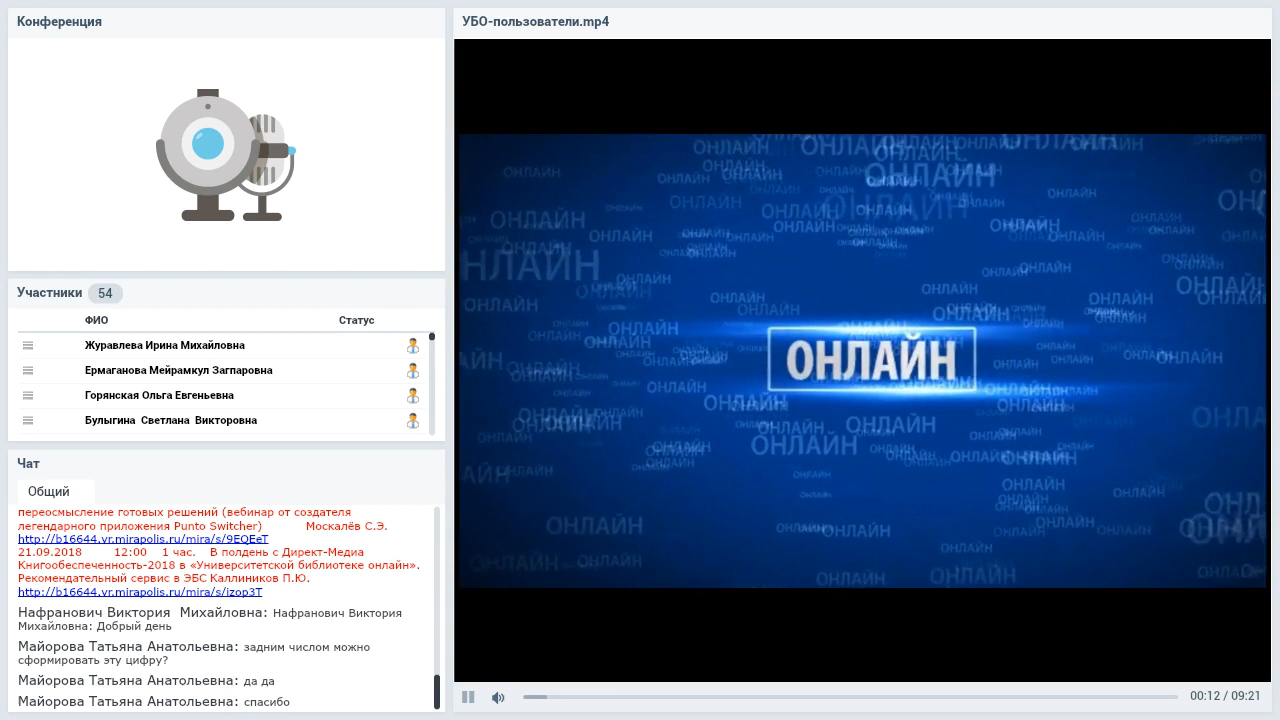 Конференция
УБО-пользователи.mp4
Участники 54
ФИО Статус
Журавлева Ирина Михайловна
Ермаганова Мейрамкул Загпаровна
Горянская Ольга Евгеньевна
Булыгина Светлана Викторовна
Чат
Общий
переосмысление готовых решений (вебинар от создателя
легендарного приложения Punto Switcher) Москалёв С.Э.
http://b16644.vr.mirapolis.ru/mira/s/9EQEeT
21.09.2018 12:00 1 час. В полдень с Директ-Медиа
Книгообеспеченность-2018 в «Университетской библиотеке онлайн».
Рекомендательный сервис в ЭБС Каллиников П.Ю.
http://b16644.vr.mirapolis.ru/mira/s/izop3T
Нафранович Виктория Михайловна: Нафранович Виктория
Михайловна: Добрый день
Майорова Татьяна Анатольевна: задним числом можно
сформировать эту цифру?
Майорова Татьяна Анатольевна: да да
Майорова Татьяна Анатольевна: спасибо
ОНЛАЙН
00:12 / 09:21